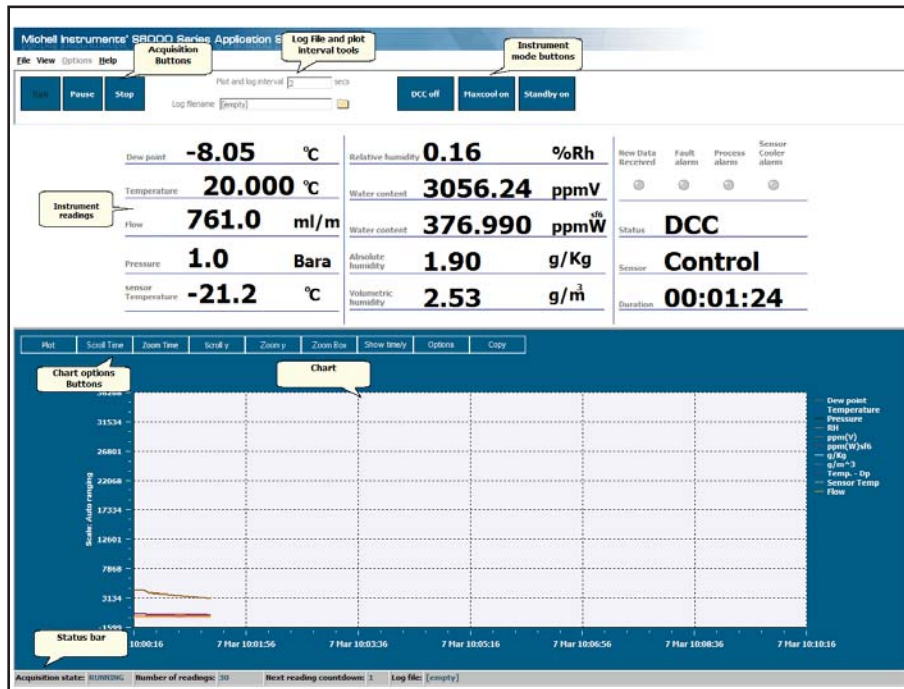 Michell Instruments' S8000 Series Application S
Log File and plot interval tools
Acquisition Buttons
Instrument mode buttons
File View Options Help
Run Pause Stop
Plot and log interval 2 secs
Log filename [empty]
DCC off Maxcool on Standby on
Dew point -8.05 °C
Temperature 20.000 °C
Instrument readings
Flow 761.0 ml/m
Pressure 1.0 Bara
sensor Temperature -21.2 °C
Relative humidity 0.16 %Rh
Water content 3056.24 ppmV
Water content 376.990 ppmW sf6
Absolute humidity 1.90 g/Kg
Volumetric humidity 2.53 g/m3
New Data Received
Fault alarm
Process alarm
Sensor Cooler alarm
Status DCC
Sensor Control
Duration 00:01:24
Plot Scroll Time Zoom Time Scroll y Zoom y Zoom Box Show time/y Options Copy
Chart options Buttons
Chart
36268
31534
26801
22068
17334
12601
7868
3134
-1599
Scale: Auto ranging
Dew point
Temperature
Pressure
RH
ppm(V)
ppm(W)sf6
g/Kg
g/m^3
Temp. - Dp
Sensor Temp
Flow
Status bar
10:00:16 7 Mar 10:01:56 7 Mar 10:03:36 7 Mar 10:05:16 7 Mar 10:06:56 7 Mar 10:08:36 7 Mar 10:10:16
Acquisition state: RUNNING Number of readings: 30 Next reading countdown: 1 Log file: [empty]